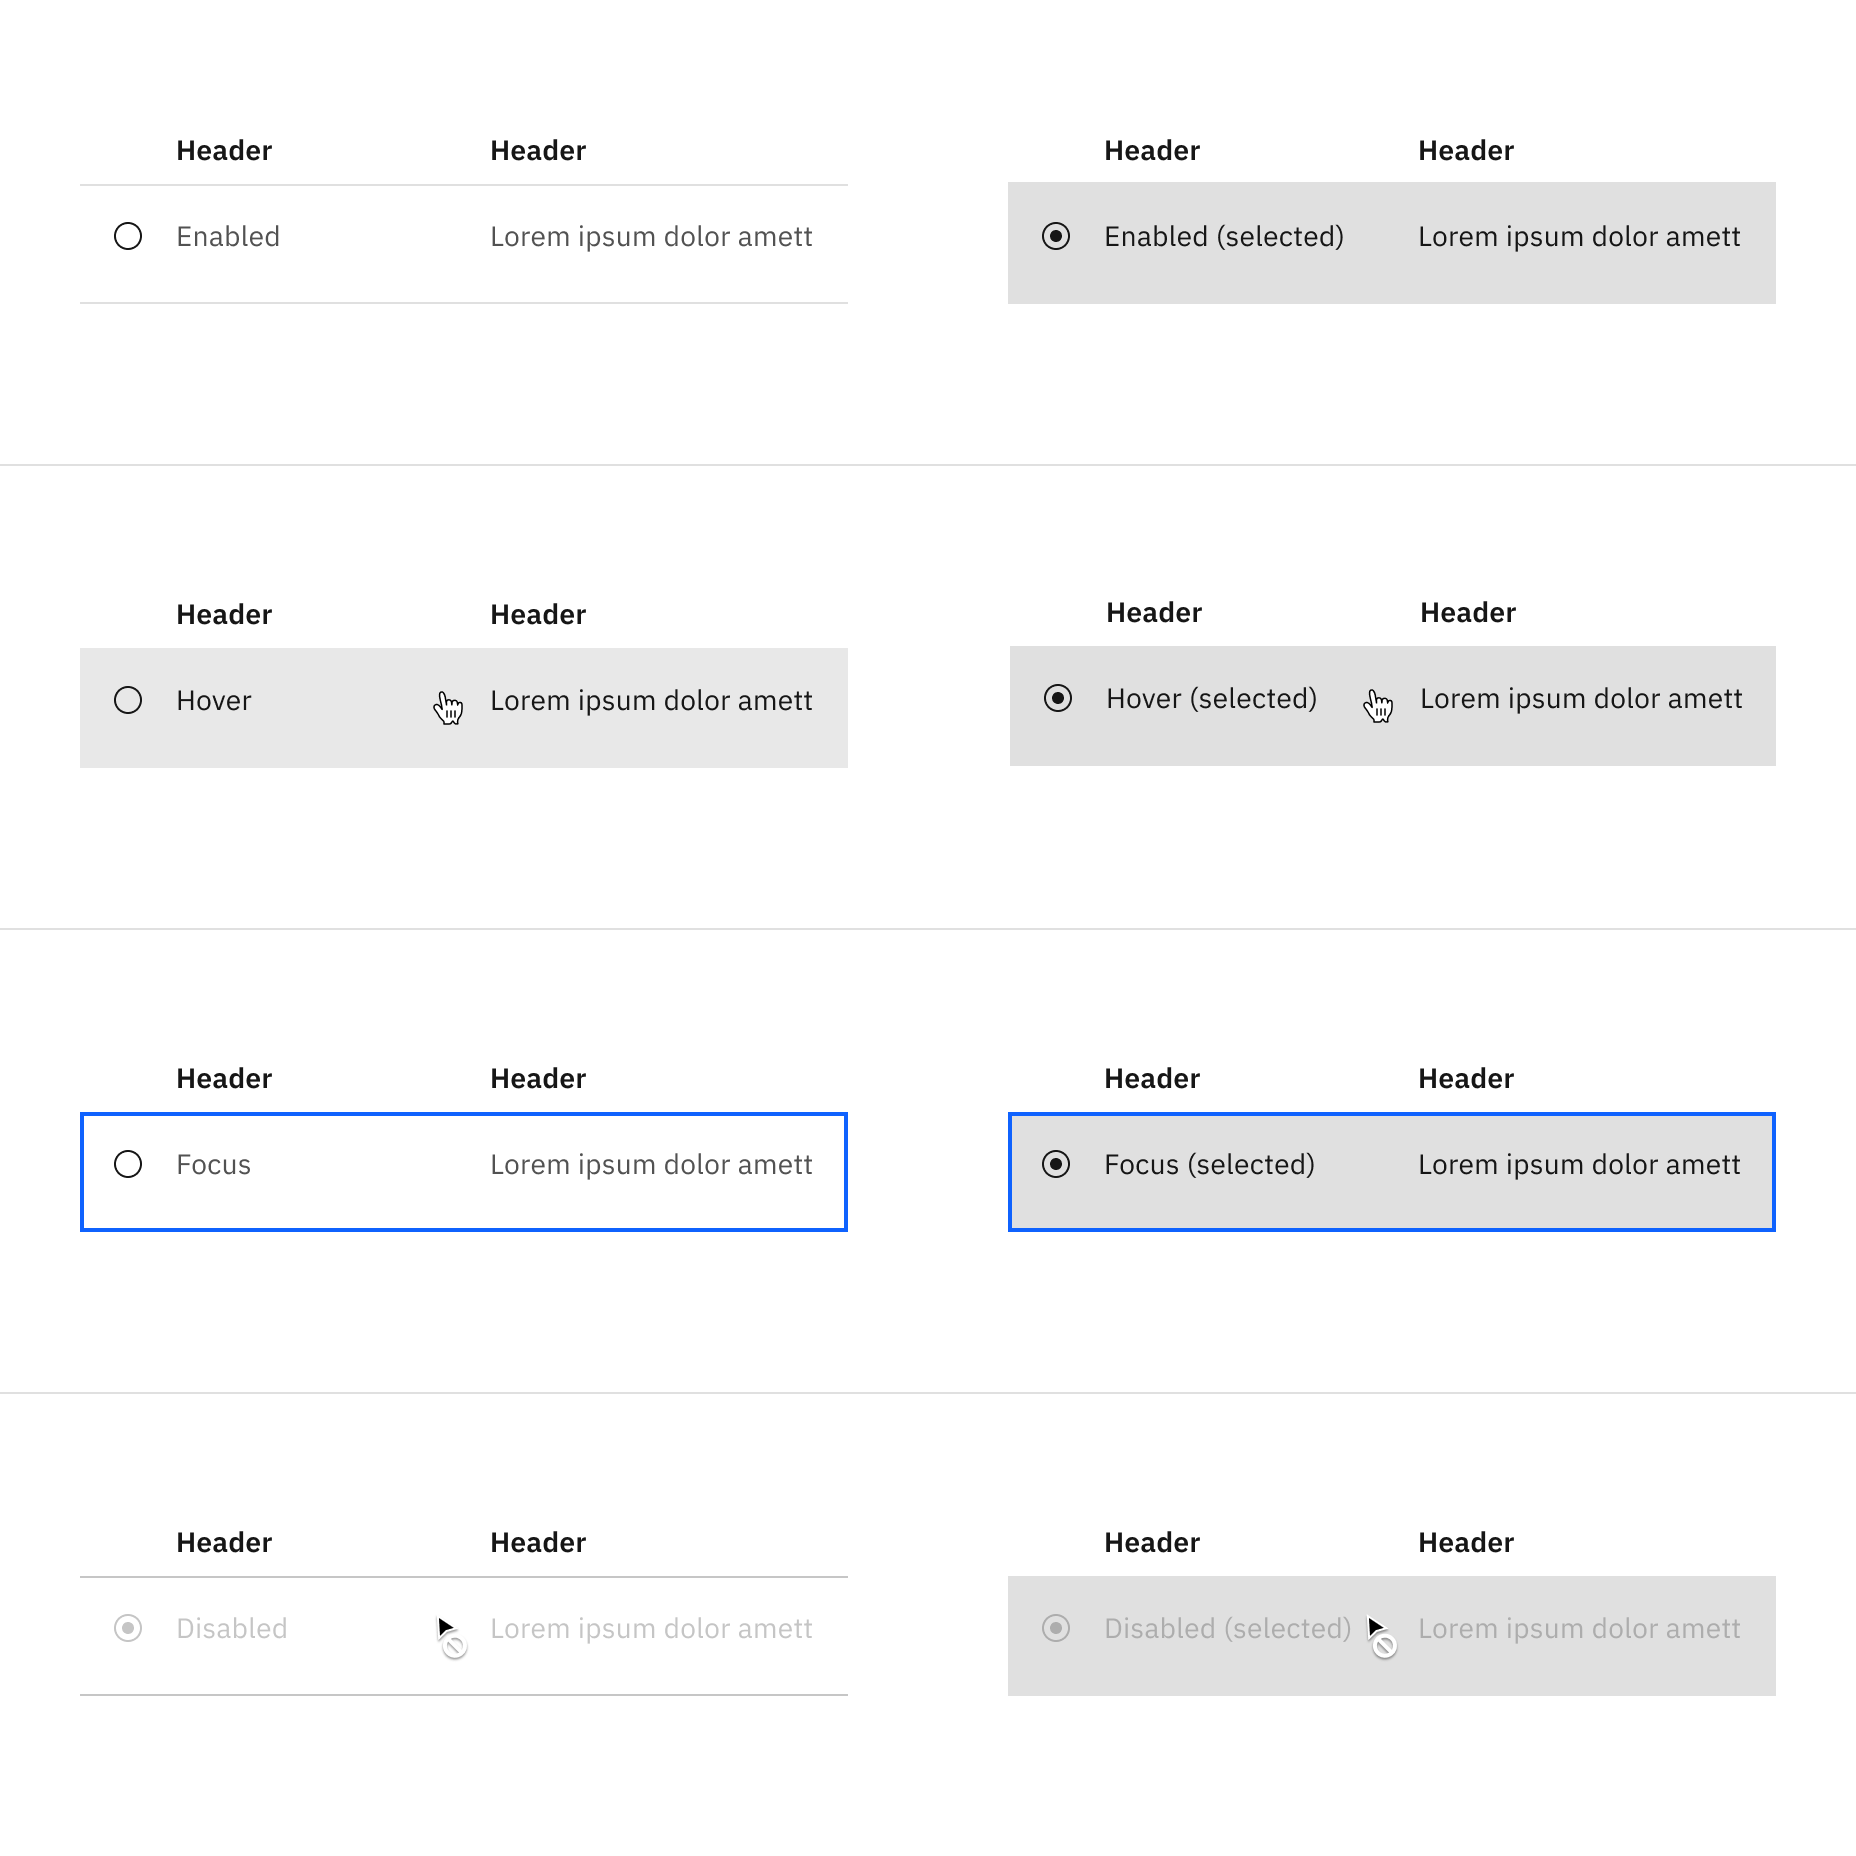 Header Header
Enabled Lorem ipsum dolor amett
Header Header
Enabled (selected) Lorem ipsum dolor amett
Header Header
Hover Lorem ipsum dolor amett
Header Header
Hover (selected) Lorem ipsum dolor amett
Header Header
Focus Lorem ipsum dolor amett
Header Header
Focus (selected) Lorem ipsum dolor amett
Header Header
Disabled Lorem ipsum dolor amett
Header Header
Disabled (selected) Lorem ipsum dolor amett